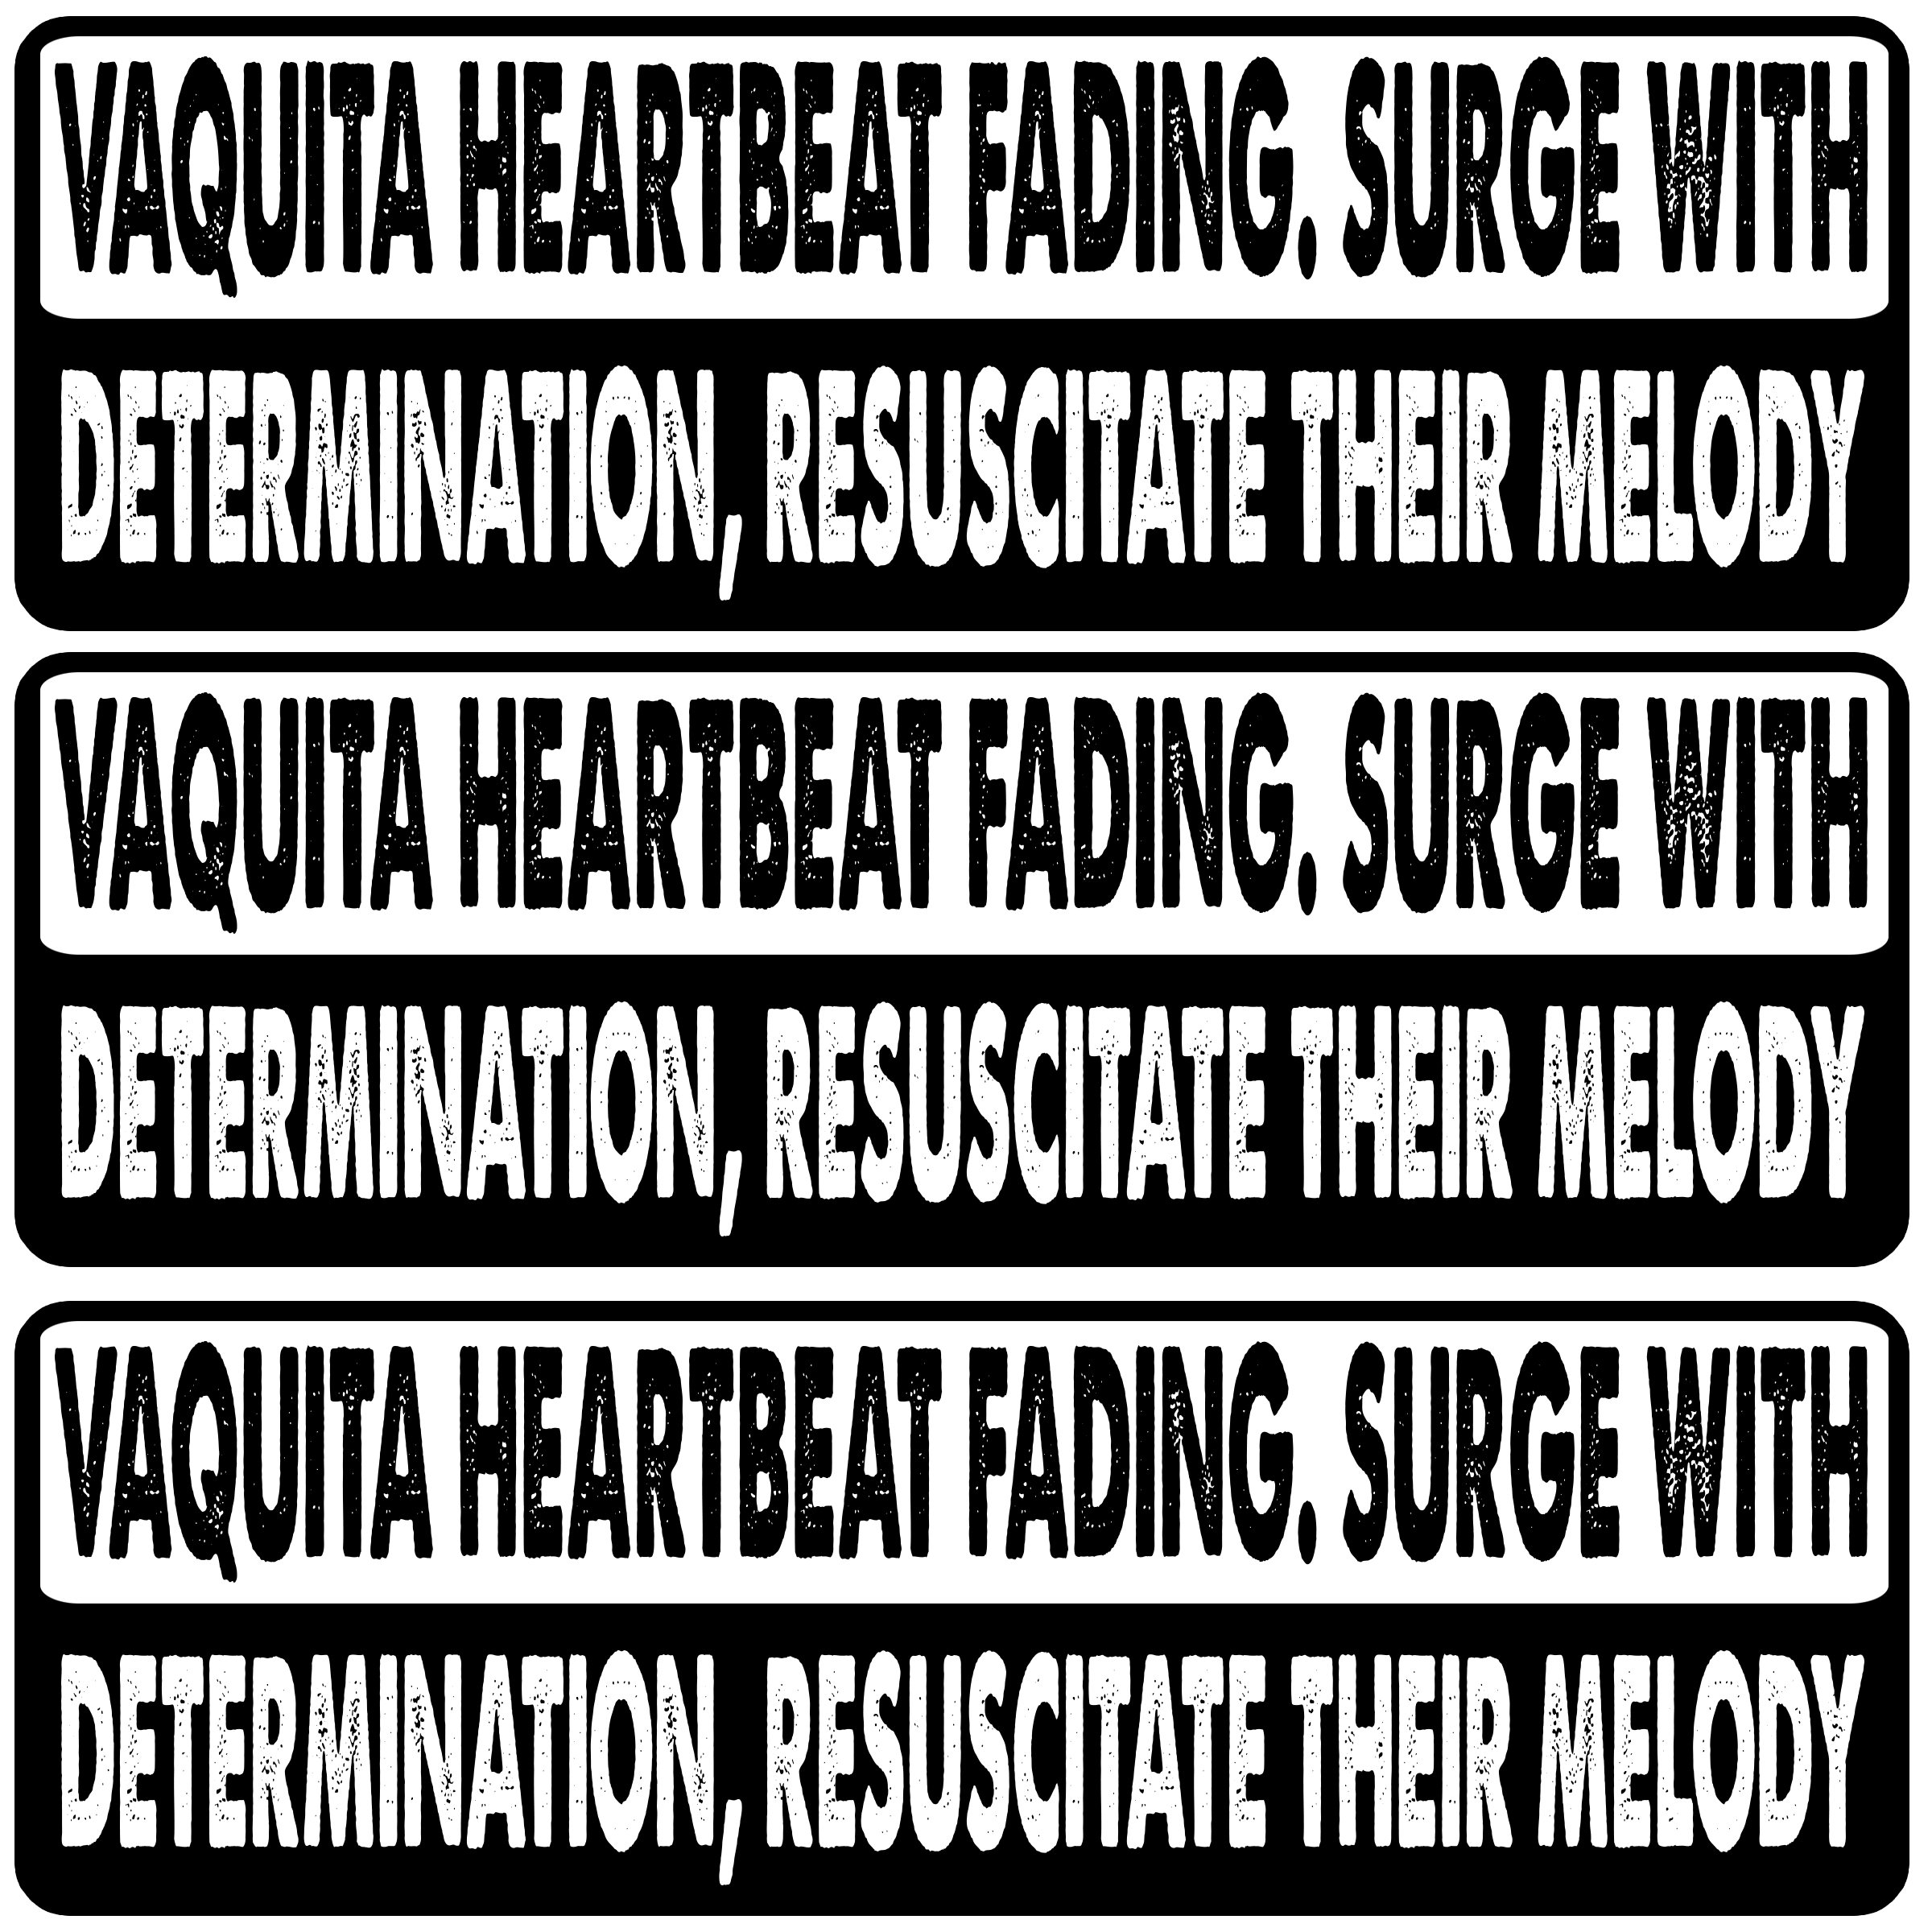 VAQUITA HEARTBEAT FADING. SURGE WITH
DETERMINATION, RESUSCITATE THEIR MELODY
VAQUITA HEARTBEAT FADING. SURGE WITH
DETERMINATION, RESUSCITATE THEIR MELODY
VAQUITA HEARTBEAT FADING. SURGE WITH
DETERMINATION, RESUSCITATE THEIR MELODY